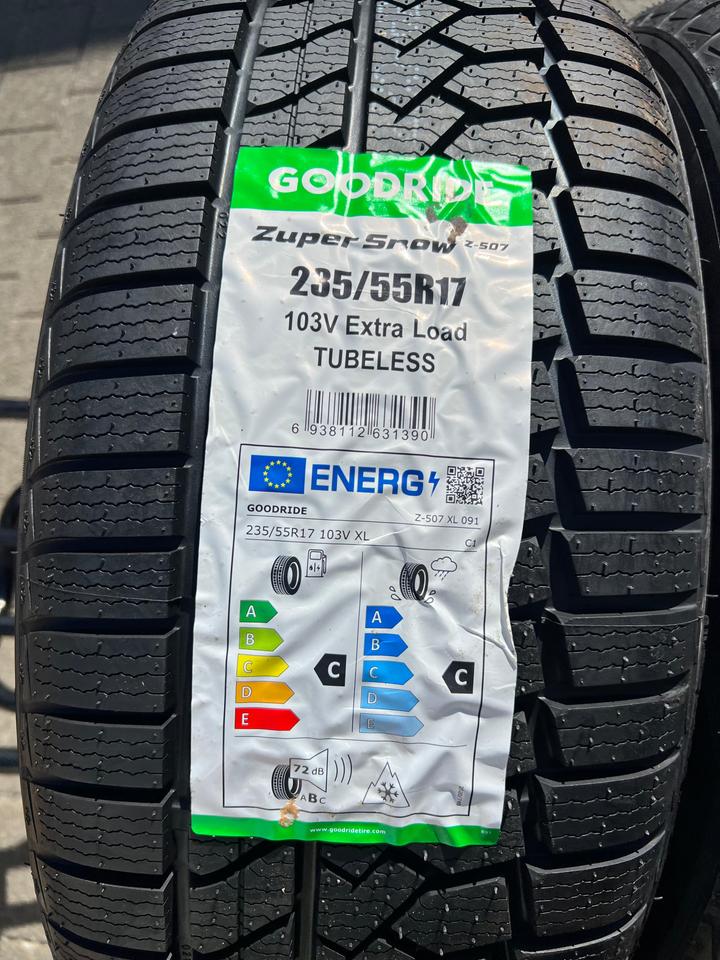 GOODRIDE
Zuper Snow Z-507
235/55R17
103V Extra Load
TUBELESS
6 938112 631390
ENERG
GOODRIDE
Z-507 XL 091
235/55R17 103V XL
C1
A
B
C
D
E
C
A
B
C
D
E
C
72 dB
ABC
www.goodridetire.com